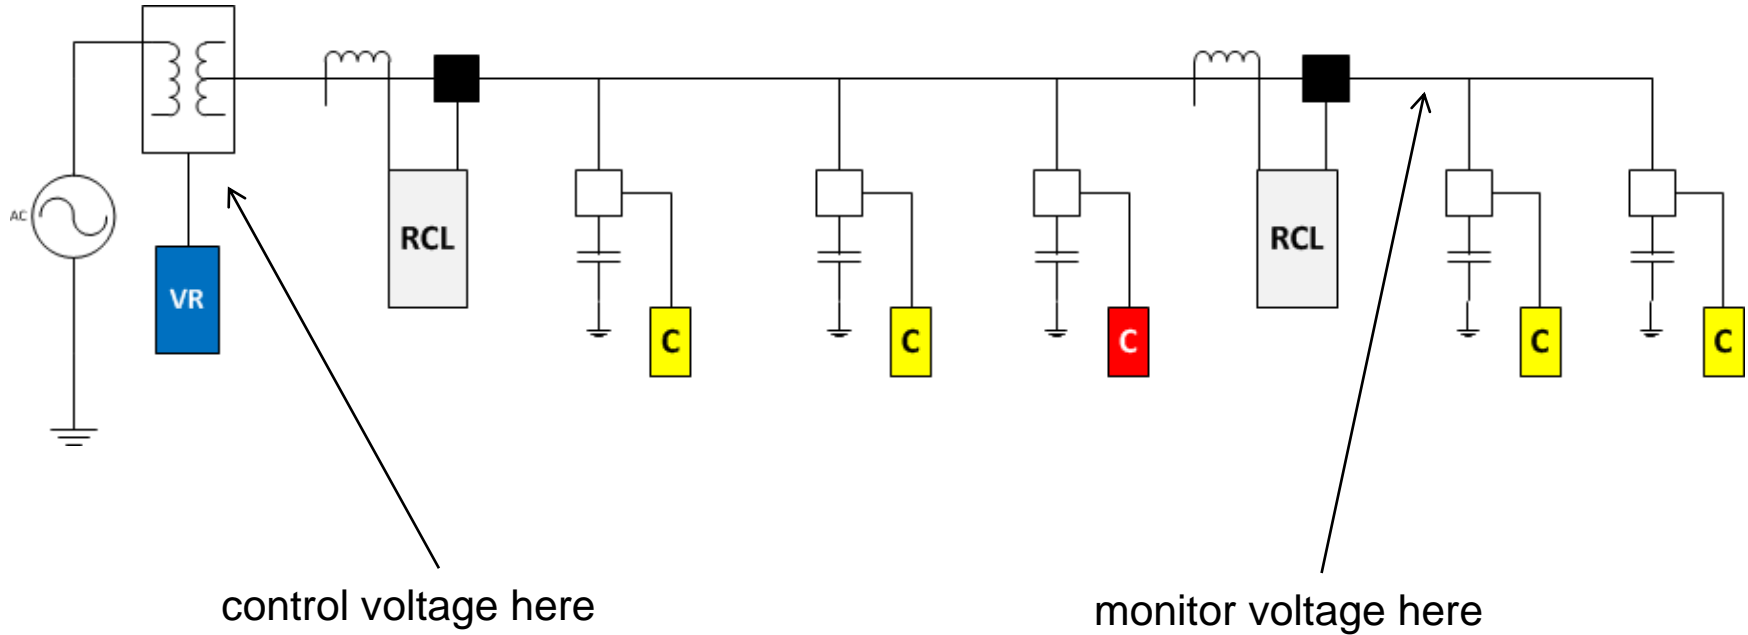 AC
VR
RCL
C
C
C
RCL
C
C
control voltage here
monitor voltage here